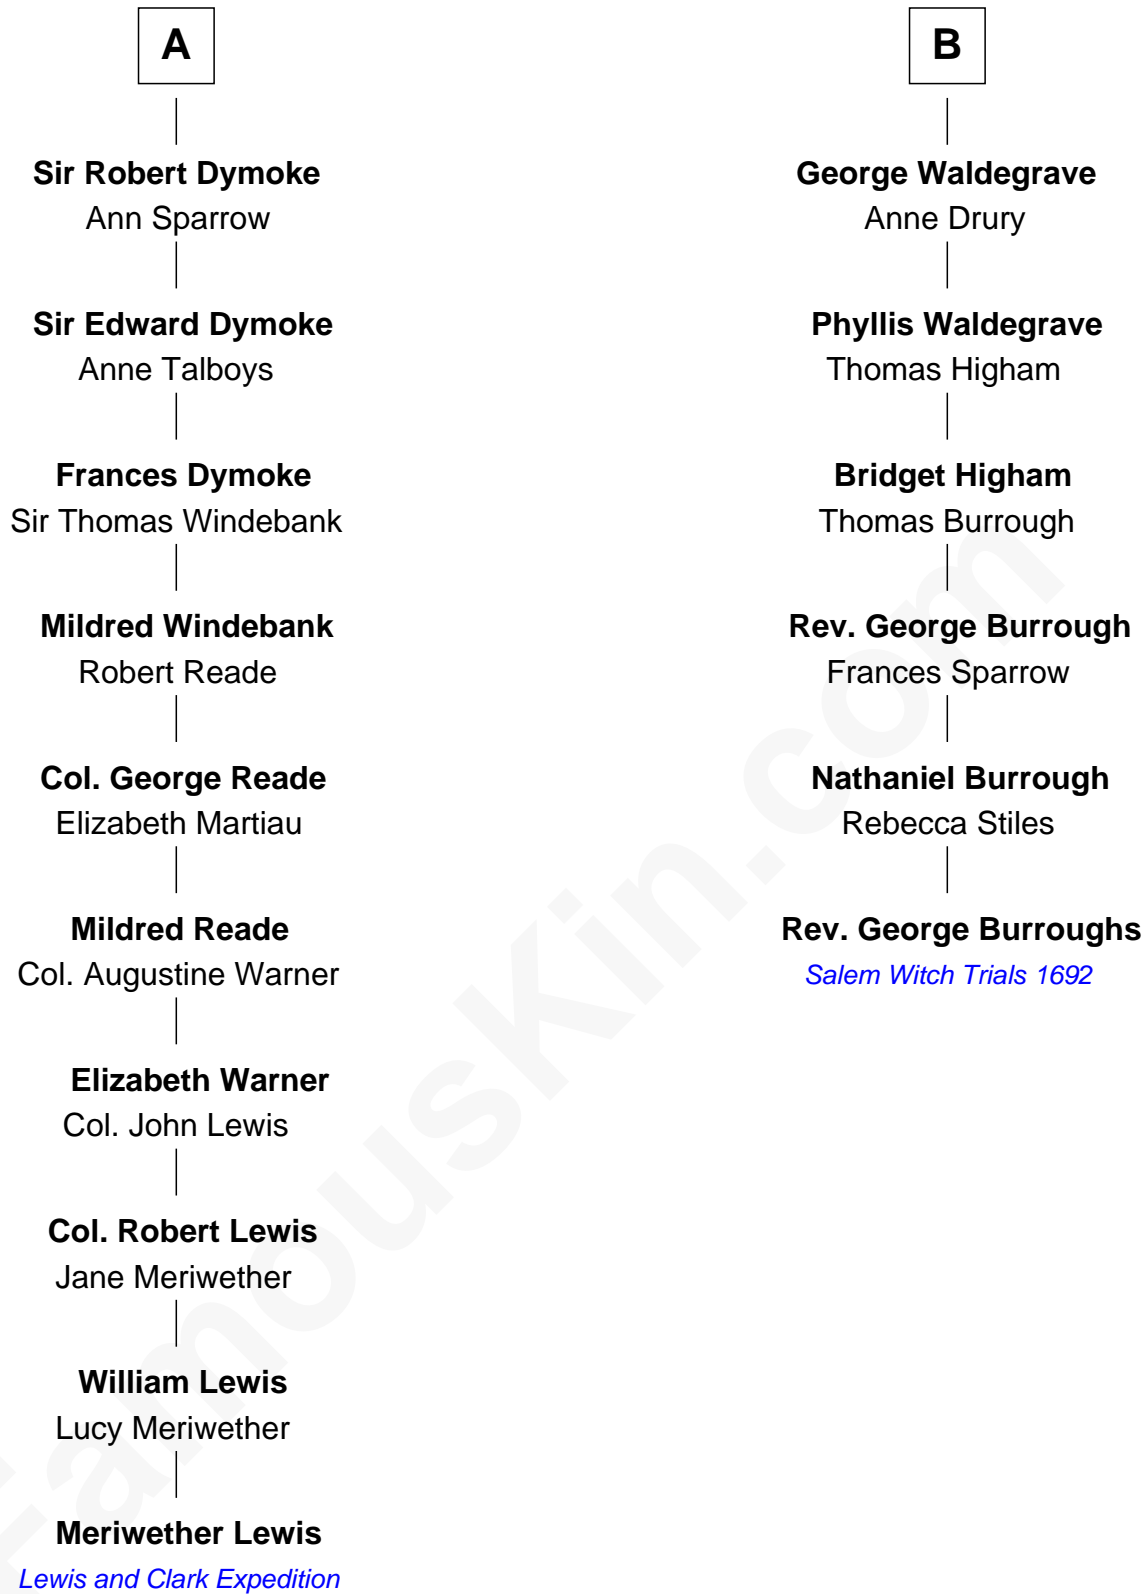 A
Sir Robert Dymoke
Ann Sparrow
Sir Edward Dymoke
Anne Talboys
Frances Dymoke
Sir Thomas Windebank
Mildred Windebank
Robert Reade
Col. George Reade
Elizabeth Martiau
Mildred Reade
Col. Augustine Warner
Elizabeth Warner
Col. John Lewis
Col. Robert Lewis
Jane Meriwether
William Lewis
Lucy Meriwether
Meriwether Lewis
Lewis and Clark Expedition
B
George Waldegrave
Anne Drury
Phyllis Waldegrave
Thomas Higham
Bridget Higham
Thomas Burrough
Rev. George Burrough
Frances Sparrow
Nathaniel Burrough
Rebecca Stiles
Rev. George Burroughs
Salem Witch Trials 1692
FamousKin.com